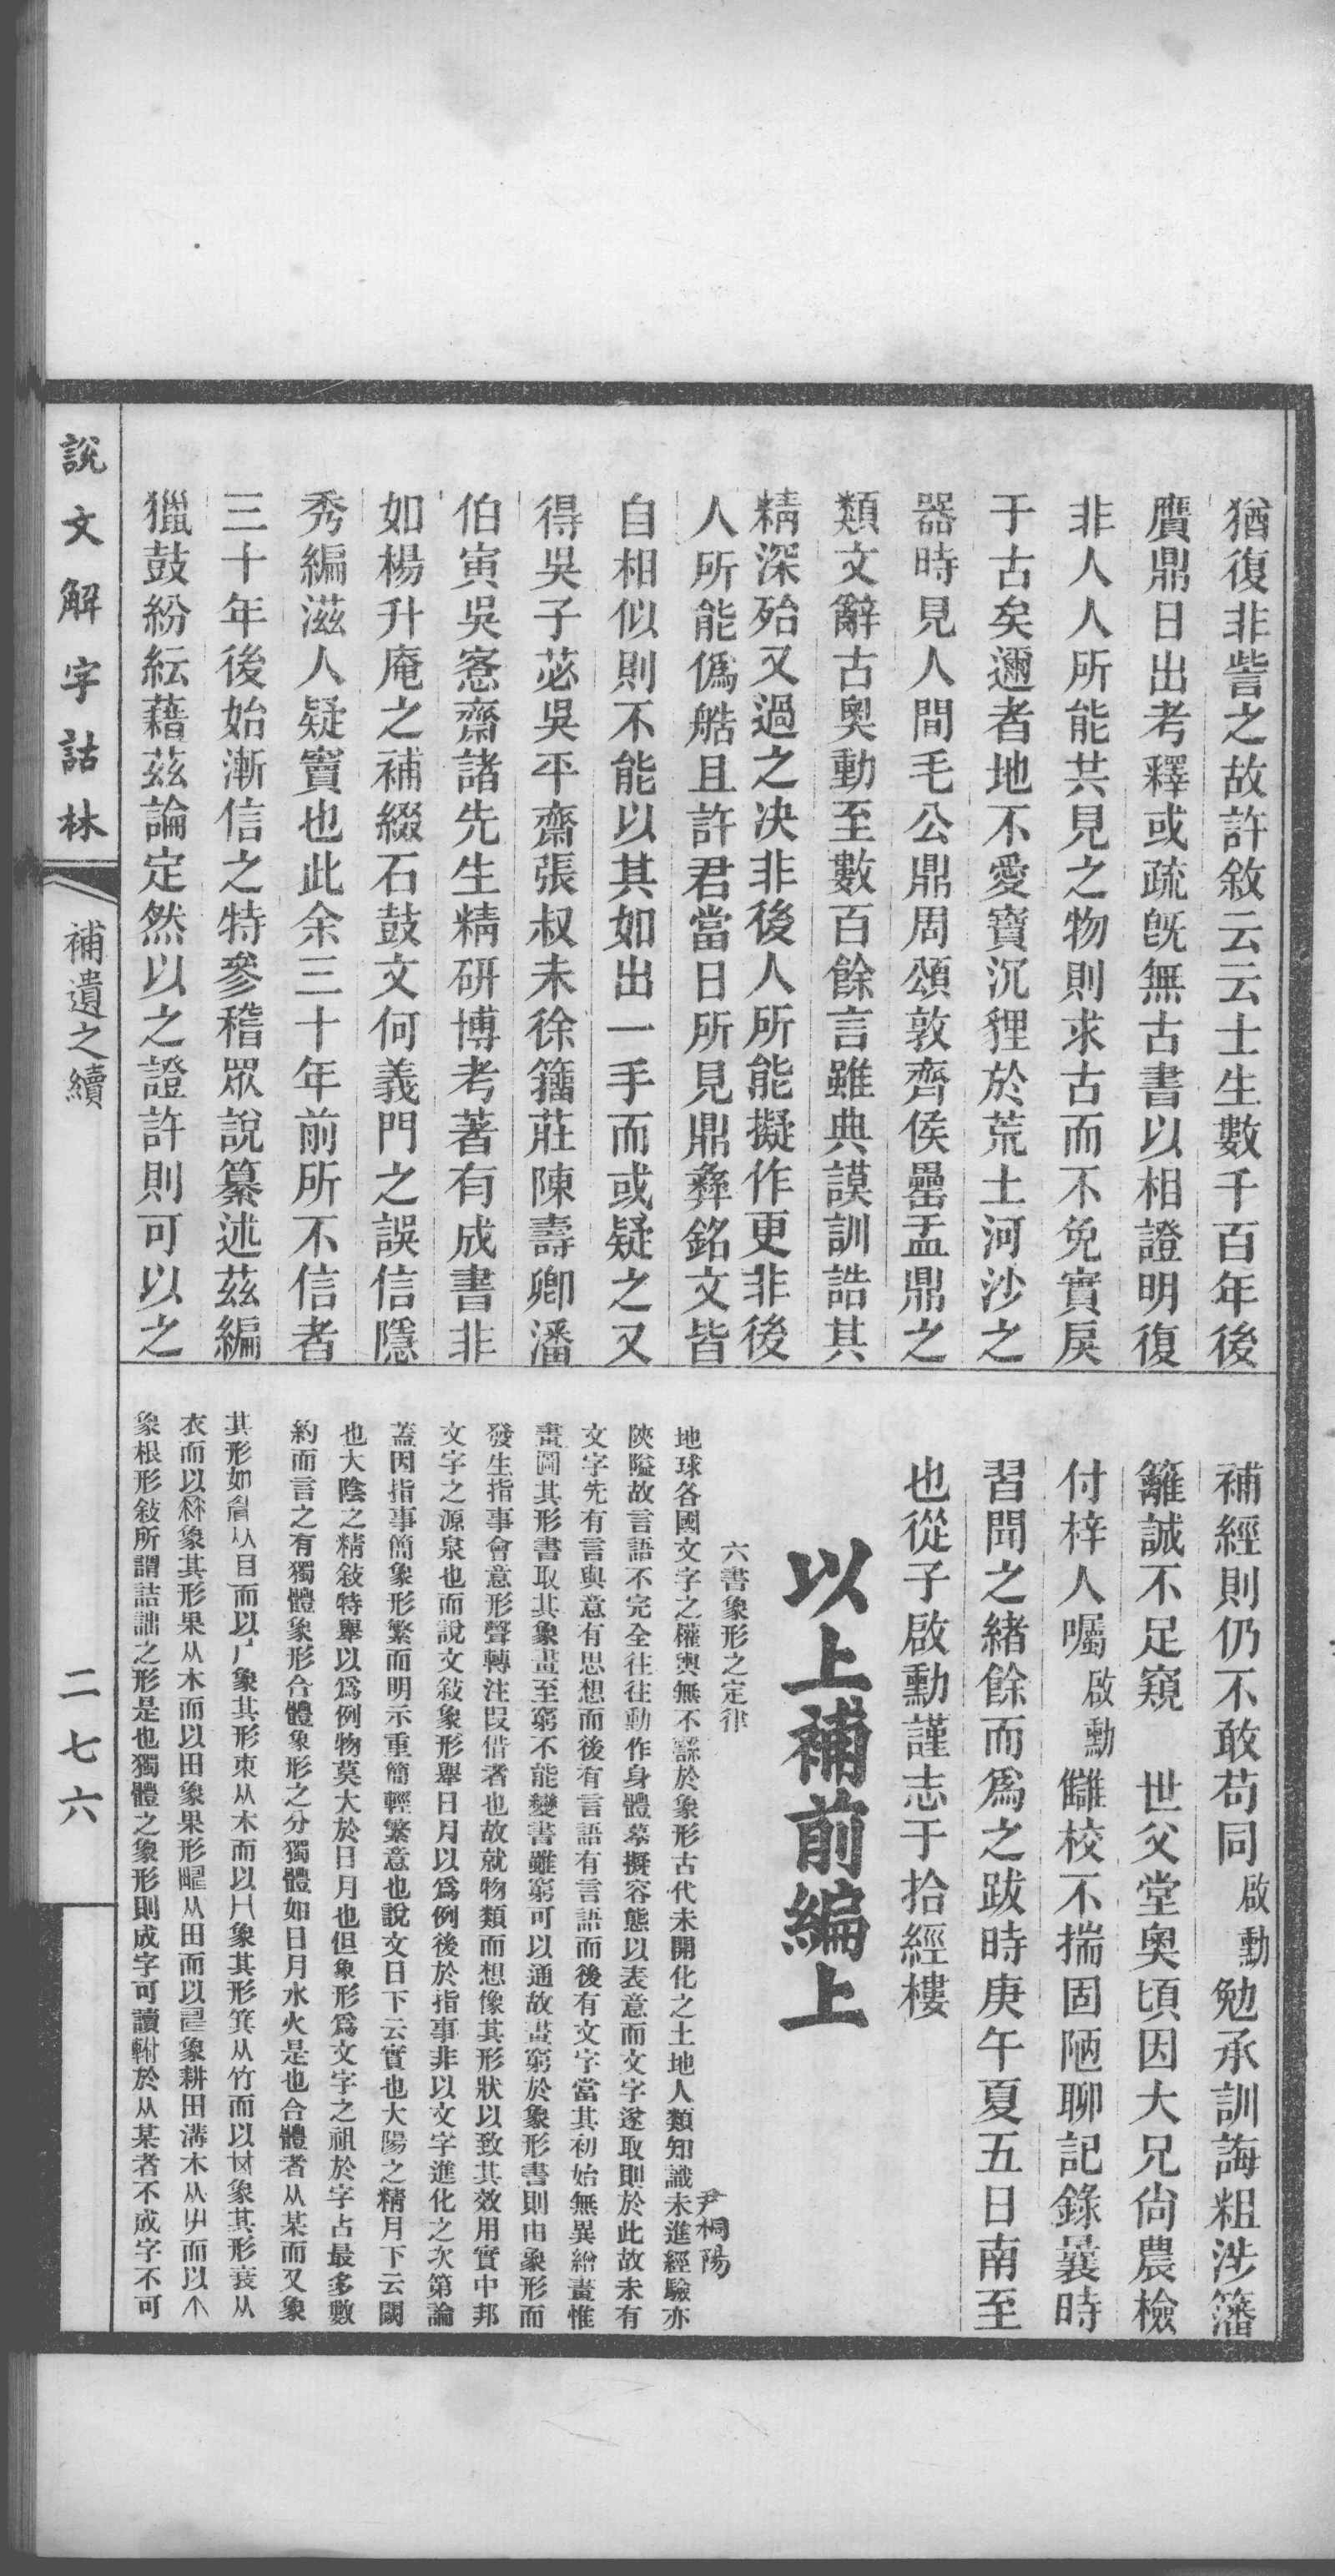 猶復非訾之故許敘云云士生數千百年後
贗鼎日出考釋或疏旣無古書以相證明復
非人人所能共見之物則求古而不免實戾
于古矣邇者地不愛寶沉貍於荒土河沙之
器時見人間毛公鼎周頌敦齊侯罍盂鼎之
類文辭古奧動至數百餘言雖典謨訓誥其
精深殆又過之决非後人所能擬作更非後
人所能僞艁且許君當日所見鼎彝銘文皆
自相似則不能以其如出一手而或疑之又
得吳子苾吳平齋張叔未徐籀莊陳壽卿潘
伯寅吳愙齋諸先生精研博考著有成書非
如楊升庵之補綴石鼓文何義門之誤信隱
秀編滋人疑竇也此余三十年前所不信者
三十年後始漸信之特參稽眾說纂述茲編
獵鼓紛紜藉茲論定然以之證許則可以之
補經則仍不敢苟同啟勳勉承訓誨粗涉籓
籬誠不足窺　世父堂奧頃因大兄尙農檢
付梓人囑啟勳讎校不揣固陋聊記錄曩時
習聞之緒餘而爲之跋時庚午夏五日南至
也從子啟勳謹志于拾經樓
以上補前編上
六書象形之定律
尹桐陽
地球各國文字之權輿無不繇於象形古代未開化之土地人類知識未進經驗亦
陜隘故言語不完全往往動作身體摹擬容態以表意而文字遂取則於此故未有
文字先有言與意有思想而後有言語有言語而後有文字當其初始無異繪畫惟
畫圖其形書取其象畫至窮不能變書雖窮可以通故畫窮於象形書則由象形而
發生指事會意形聲轉注叚借者也故就物類而想像其形狀以致其效用實中邦
文字之源泉也而說文敍象形舉日月以爲例後於指事非以文字進化之次第論
蓋因指事簡象形繁而明示重簡輕繁意也說文日下云實也大陽之精月下云闕
也大陰之精敍特舉以爲例物莫大於日月也但象形爲文字之祖於字占最多數
約而言之有獨體象形合體象形之分獨體如日月水火是也合體者从某而又象
其形如眉从目而以象其形朿从木而以象其形箕从竹而以象其形衰从
衣而以象其形果从木而以田象果形疇从田而以象耕田溝朩从屮而以
象根形敍所謂詰詘之形是也獨體之象形則成字可讀軵於从某者不成字不可
說文解字詁林
補遺之續
二七六